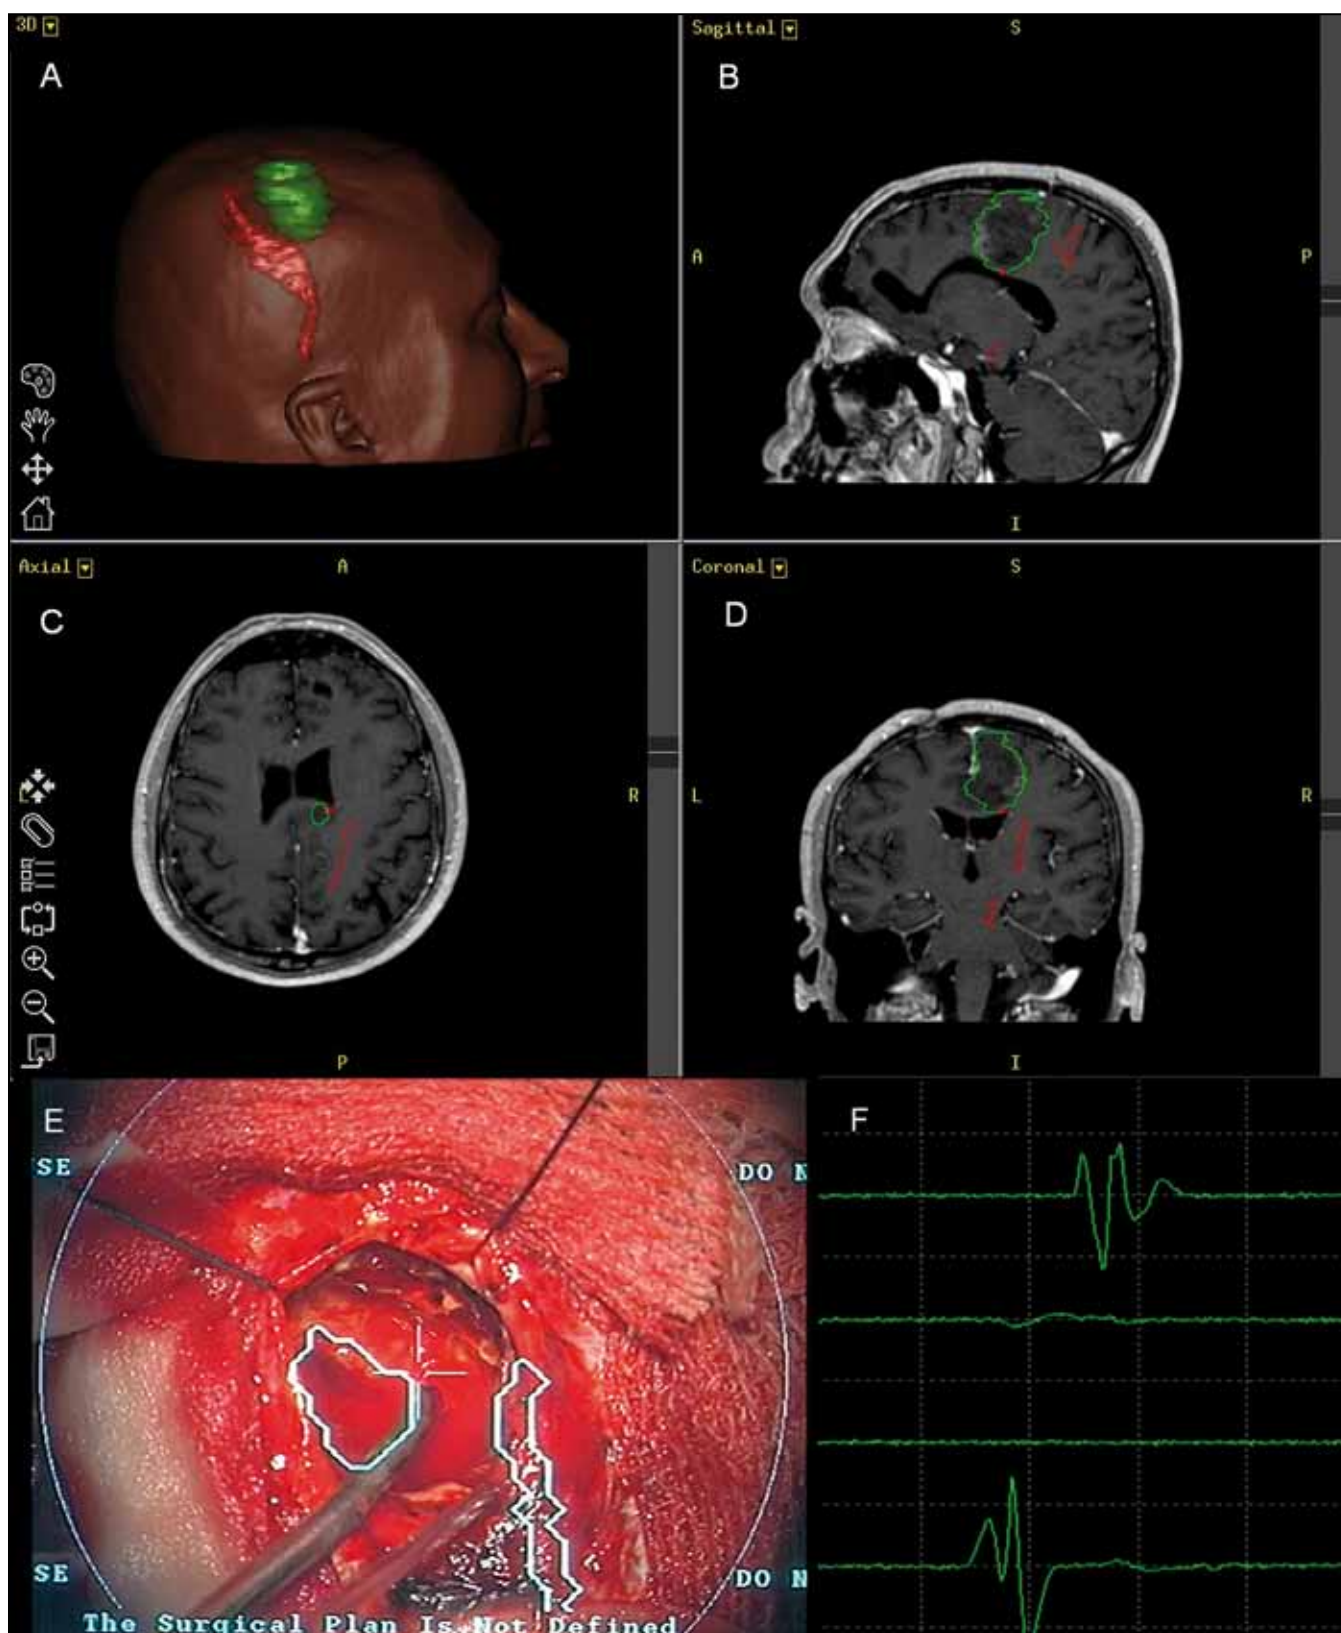 3D
A
Sagittal
S
B
A
P
I
Axial
A
C
L
R
P
Coronal
S
D
L
R
I
E
SE
DO N
SE
DO N
The Surgical Plan Is Not Defined
F